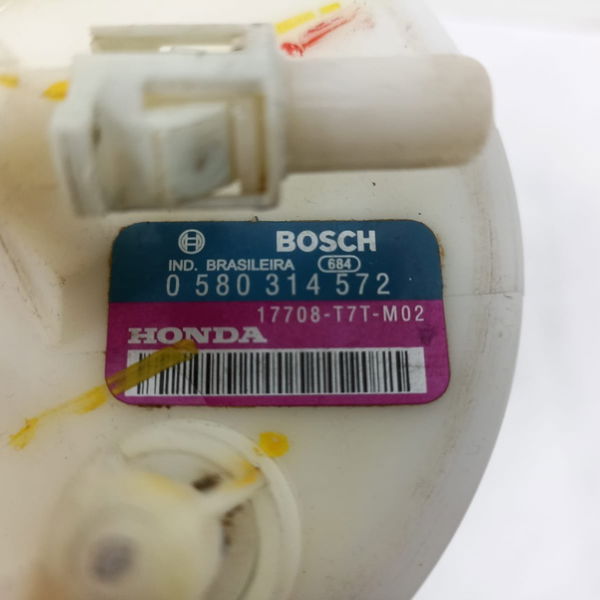 BOSCH
IND. BRASILEIRA 684
0 580 314 572
17708-T7T-M02
HONDA